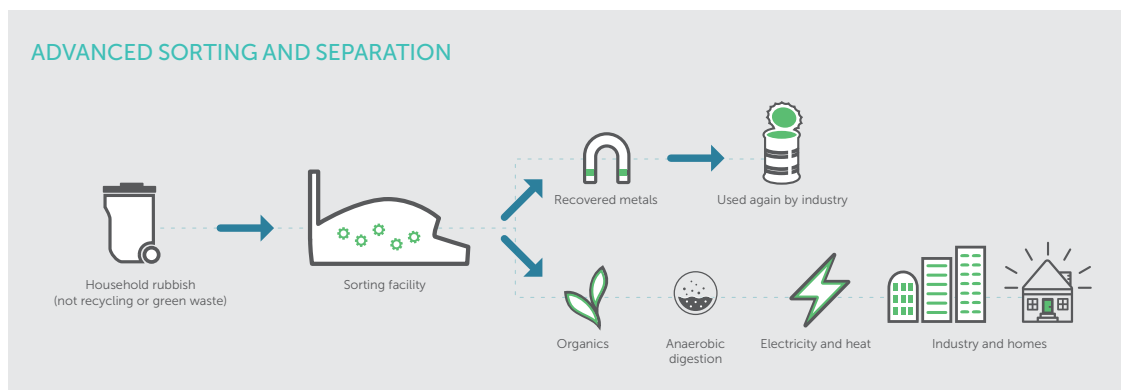 ADVANCED SORTING AND SEPARATION
Recovered metals
Used again by industry
Household rubbish
(not recycling or green waste)
Sorting facility
Organics
Anaerobic
digestion
Electricity and heat
Industry and homes